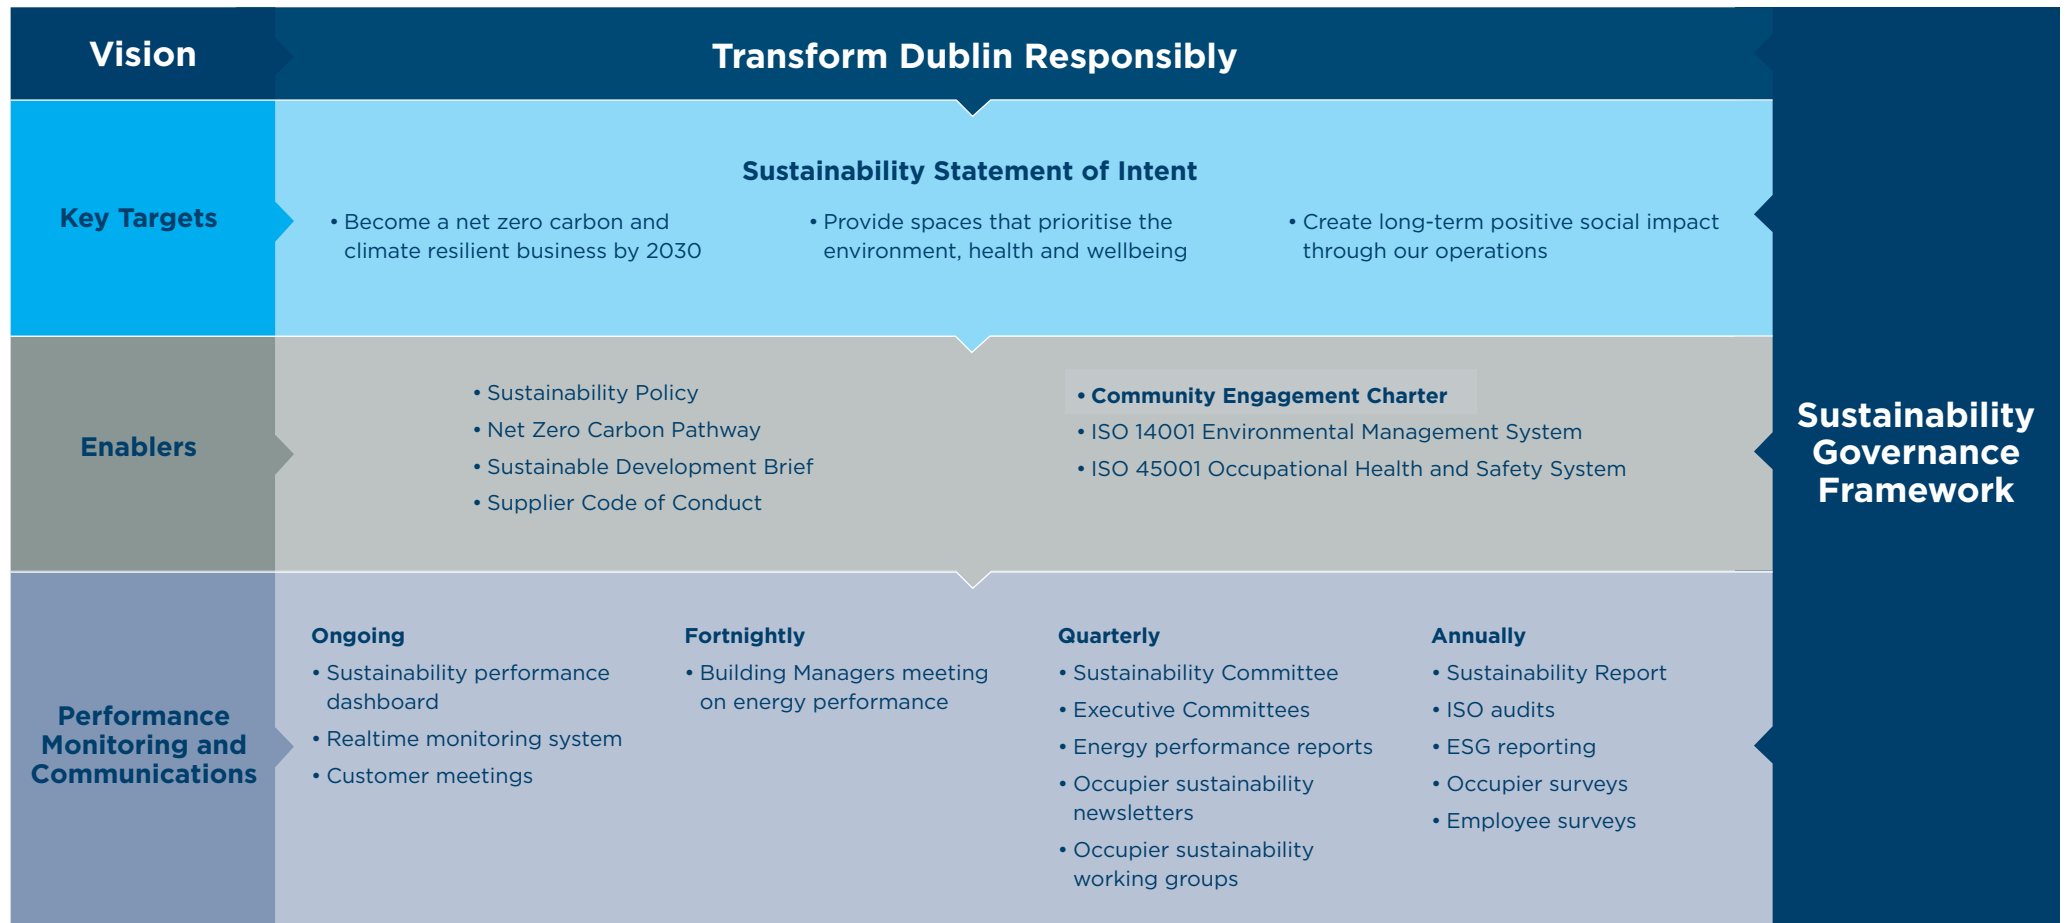 Vision
Transform Dublin Responsibly
Key Targets
Sustainability Statement of Intent
• Become a net zero carbon and
climate resilient business by 2030
• Provide spaces that prioritise the
environment, health and wellbeing
• Create long-term positive social impact
through our operations
Enablers
• Sustainability Policy
• Net Zero Carbon Pathway
• Sustainable Development Brief
• Supplier Code of Conduct
• Community Engagement Charter
• ISO 14001 Environmental Management System
• ISO 45001 Occupational Health and Safety System
Performance
Monitoring and
Communications
Ongoing
• Sustainability performance
dashboard
• Realtime monitoring system
• Customer meetings
Fortnightly
• Building Managers meeting
on energy performance
Quarterly
• Sustainability Committee
• Executive Committees
• Energy performance reports
• Occupier sustainability
newsletters
• Occupier sustainability
working groups
Annually
• Sustainability Report
• ISO audits
• ESG reporting
• Occupier surveys
• Employee surveys
Sustainability
Governance
Framework